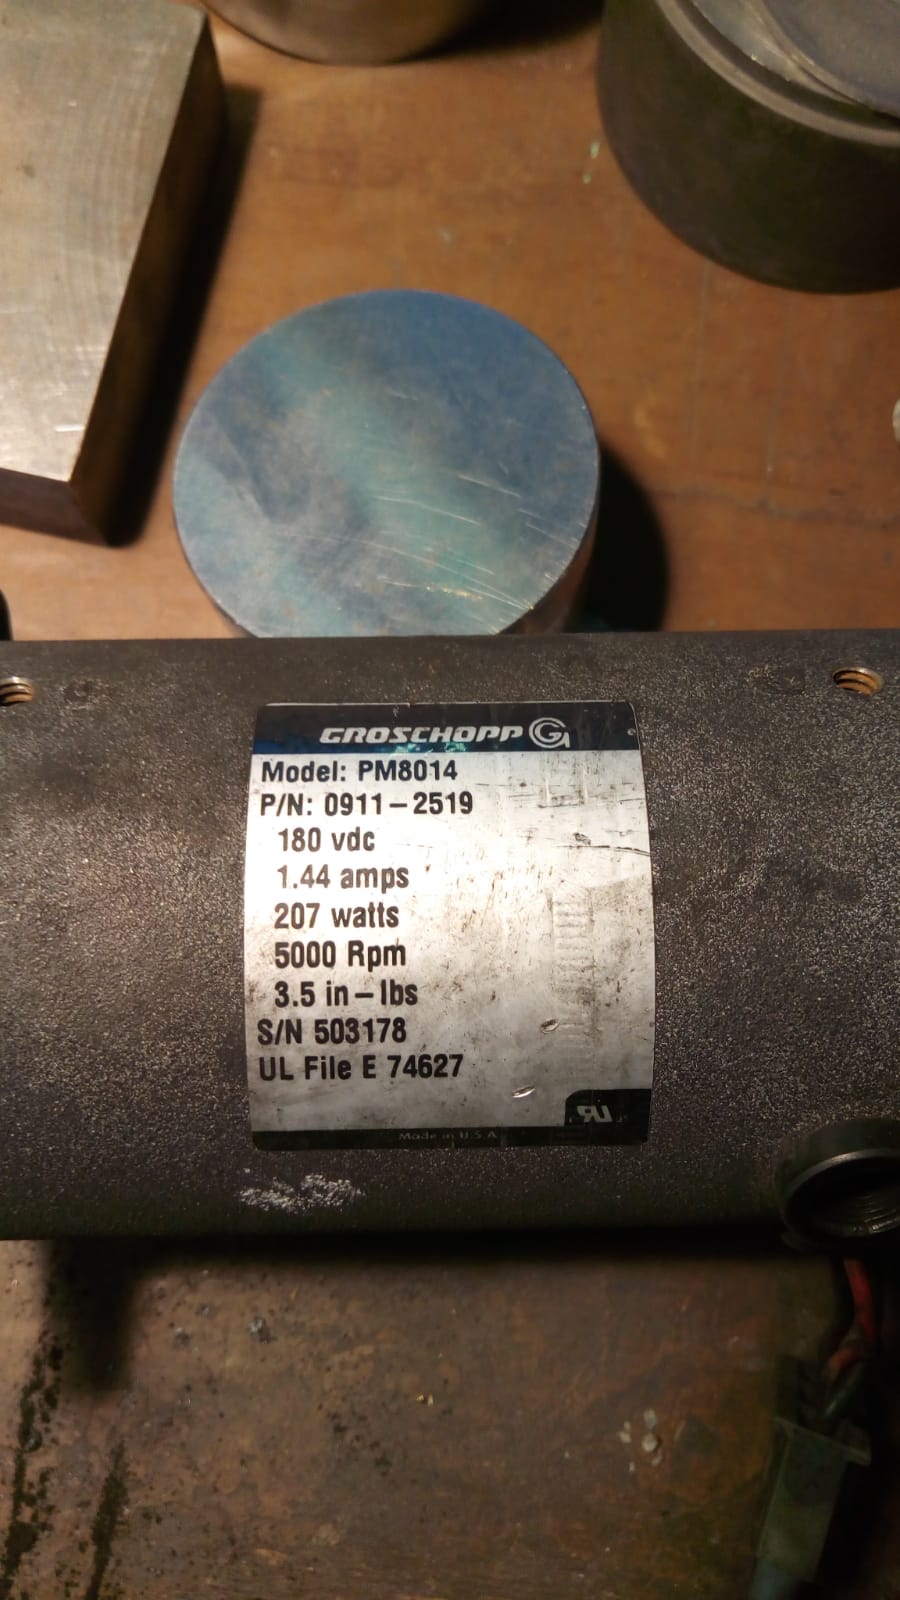 GROSCHOPP
Model: PM8014
P/N: 0911-2519
180 vdc
1.44 amps
207 watts
5000 Rpm
3.5 in-lbs
S/N 503178
UL File E 74627
Made in U.S.A